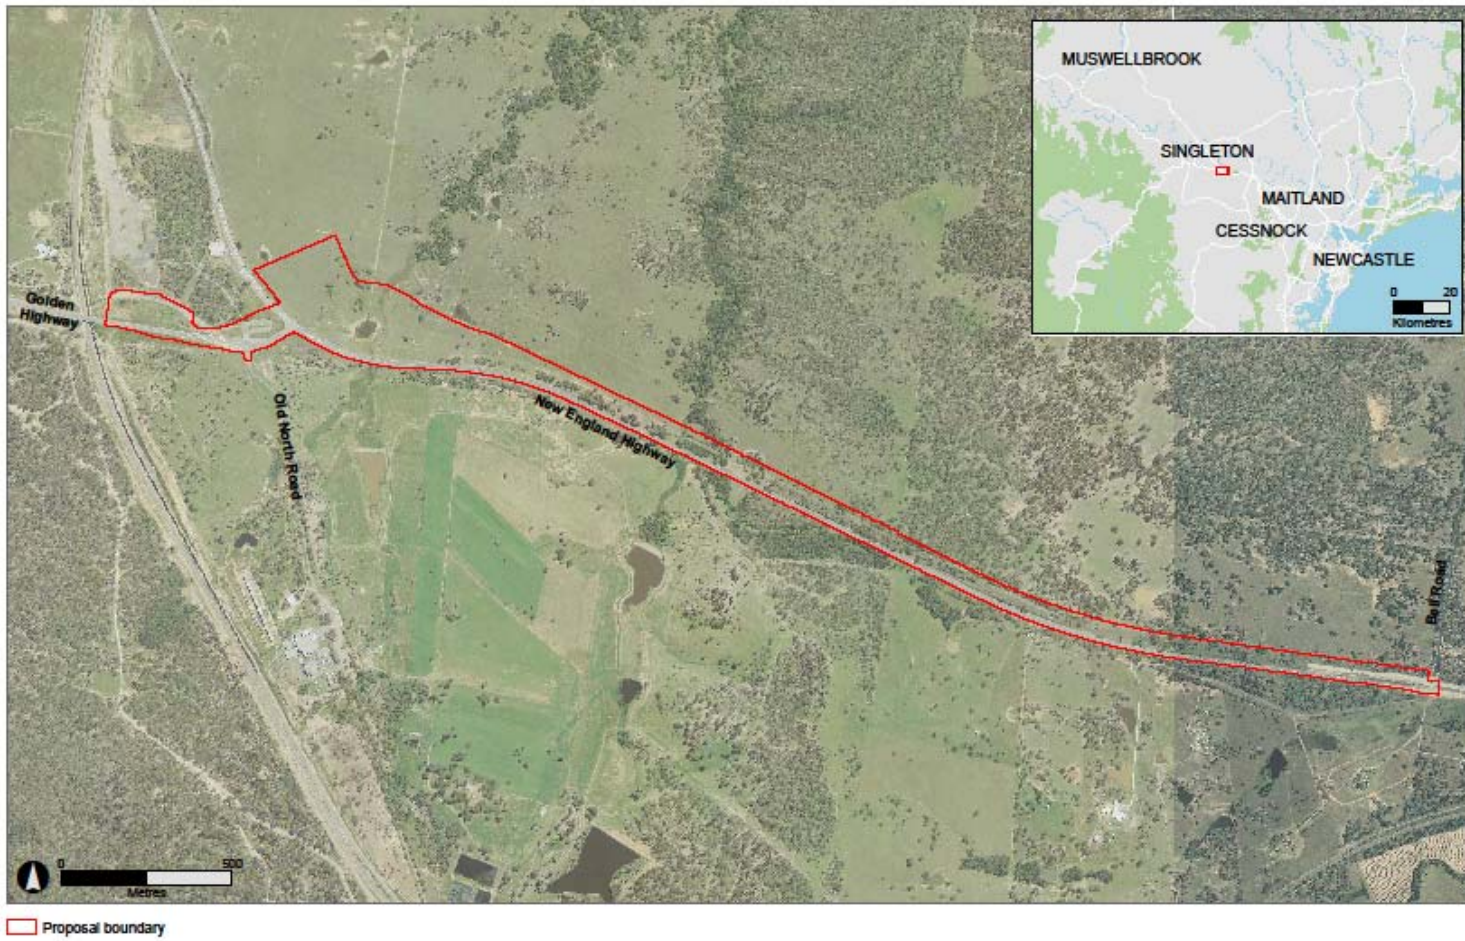 MUSWELLBROOK
SINGLETON
MAITLAND
CESSNOCK
NEWCASTLE
0 20
Kilometres
Golden
Highway
Old North Road
New England Highway
Bell Road
0 500
Metres
Proposal boundary